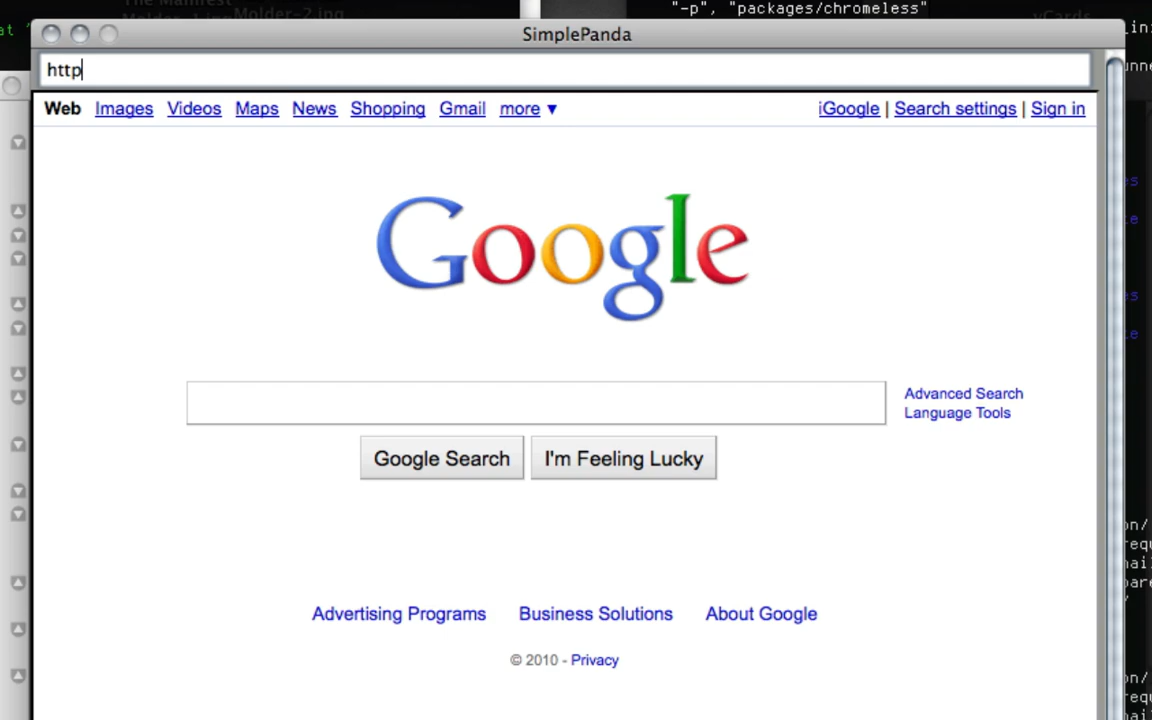 "-p", "packages/chromeless"
SimplePanda
http
Web Images Videos Maps News Shopping Gmail more ▼ iGoogle | Search settings | Sign in
Google
Advanced Search
Language Tools
Google Search I'm Feeling Lucky
Advertising Programs Business Solutions About Google
© 2010 - Privacy